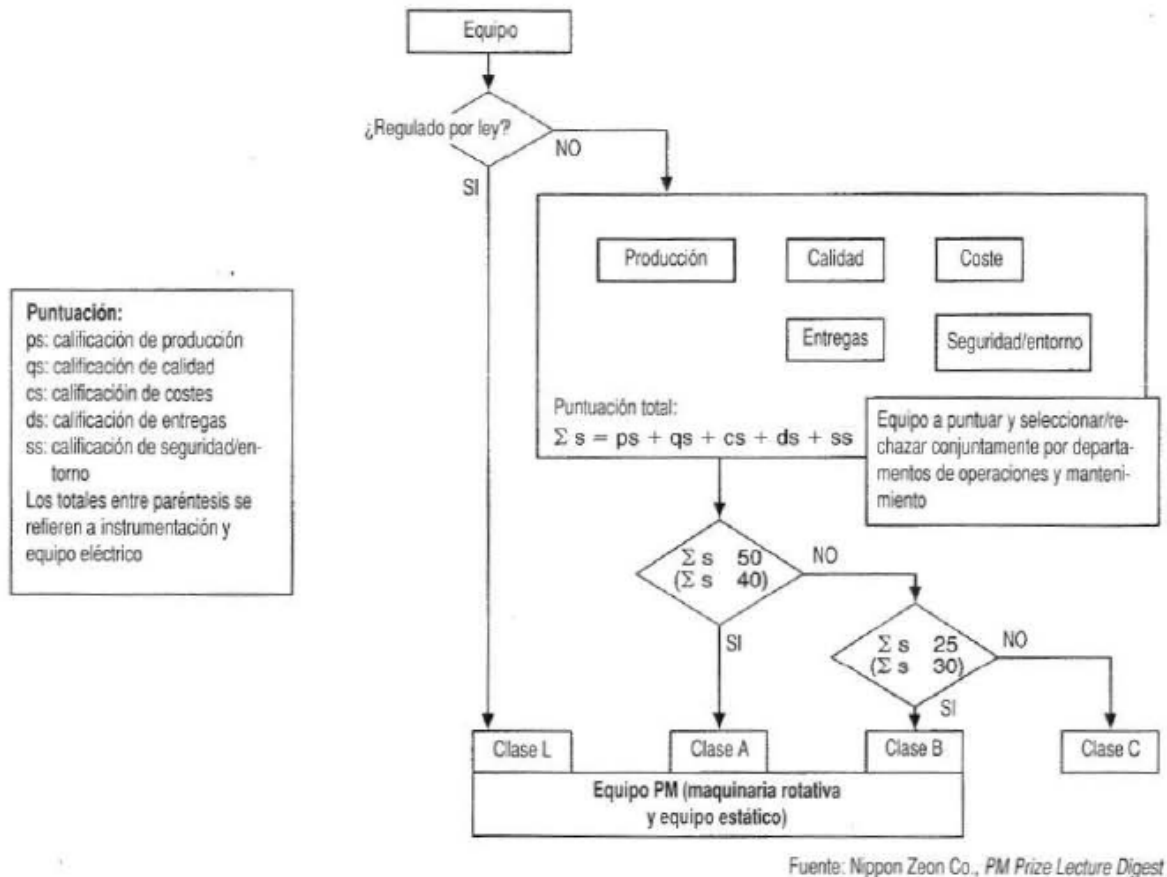 Equipo
¿Regulado por ley?
NO
SI
Producción
Calidad
Coste
Entregas
Seguridad/entorno
Puntuación total:
Σ s = ps + qs + cs + ds + ss
Equipo a puntuar y seleccionar/re-
chazar conjuntamente por departa-
mentos de operaciones y manteni-
miento
Puntuación:
ps: calificación de producción
qs: calificación de calidad
cs: calificacióin de costes
ds: calificación de entregas
ss: calificación de seguridad/en-
torno
Los totales entre paréntesis se
refieren a instrumentación y
equipo eléctrico
Σ s 50
(Σ s 40)
NO
SI
Σ s 25
(Σ s 30)
NO
SI
Clase L
Clase A
Clase B
Clase C
Equipo PM (maquinaria rotativa
y equipo estático)
Fuente: Nippon Zeon Co., PM Prize Lecture Digest